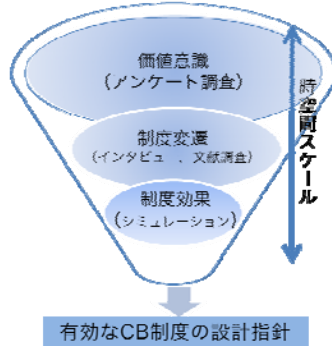 価値意識
(アンケート調査)
制度変遷
(インタビュー、文献調査)
制度効果
(シミュレーション)
時空間スケール
有効なCB制度の設計指針